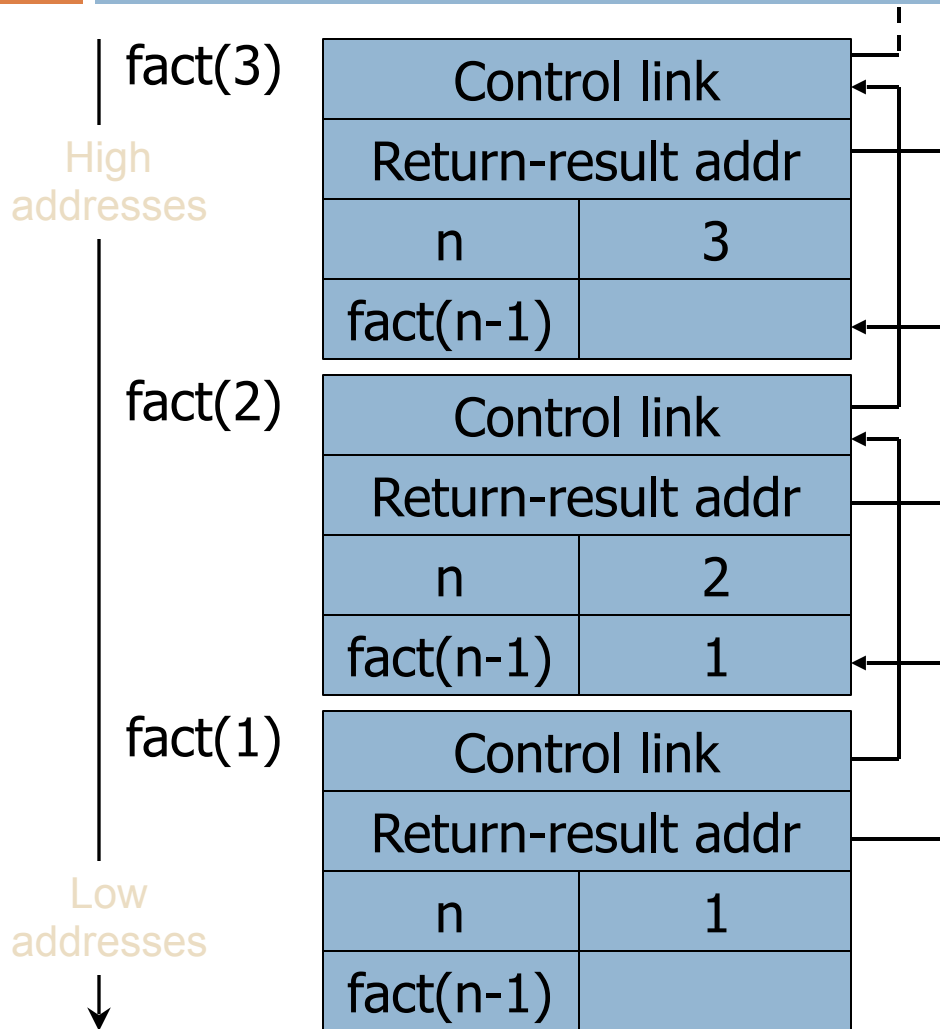 fact(3)
Control link
High
addresses
Return-result addr
n 3
fact(n-1)
fact(2)
Control link
Return-result addr
n 2
fact(n-1) 1
fact(1)
Control link
Return-result addr
Low
addresses
n 1
fact(n-1)